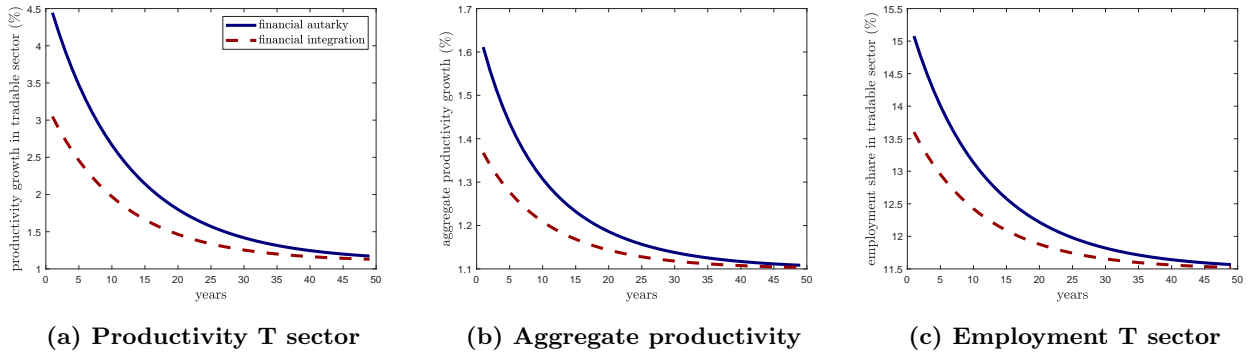 productivity growth in tradable sector (%)
4.5
4
3.5
3
2.5
2
1.5
1
financial autarky
financial integration
0 5 10 15 20 25 30 35 40 45 50
years
(a) Productivity T sector
aggregate productivity growth (%)
1.7
1.6
1.5
1.4
1.3
1.2
1.1
0 5 10 15 20 25 30 35 40 45 50
years
(b) Aggregate productivity
employment share in tradable sector (%)
15.5
15
14.5
14
13.5
13
12.5
12
11.5
0 5 10 15 20 25 30 35 40 45 50
years
(c) Employment T sector